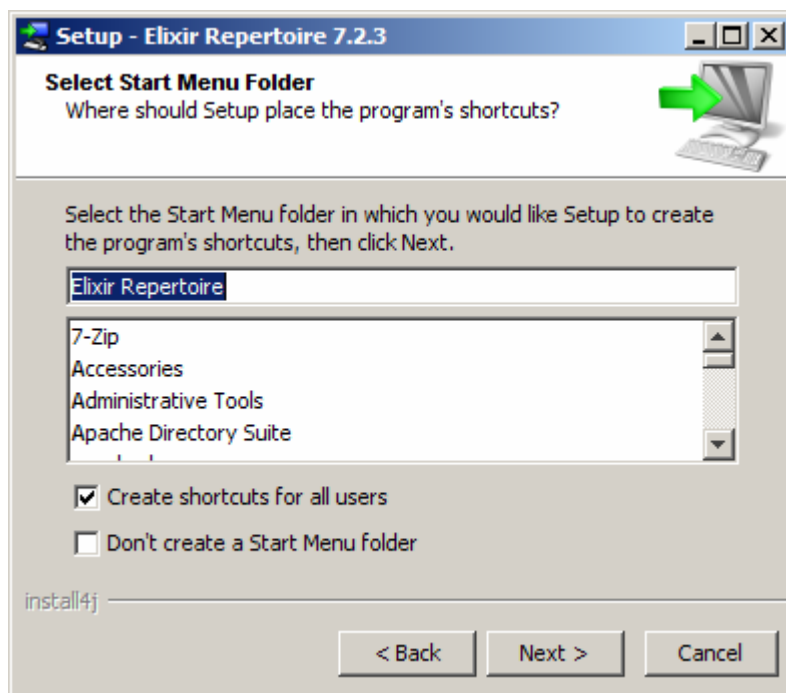 Setup - Elixir Repertoire 7.2.3
Select Start Menu Folder
Where should Setup place the program's shortcuts?
Select the Start Menu folder in which you would like Setup to create
the program's shortcuts, then click Next.
Elixir Repertoire
7-Zip
Accessories
Administrative Tools
Apache Directory Suite
Create shortcuts for all users
Don't create a Start Menu folder
install4j
< Back Next > Cancel